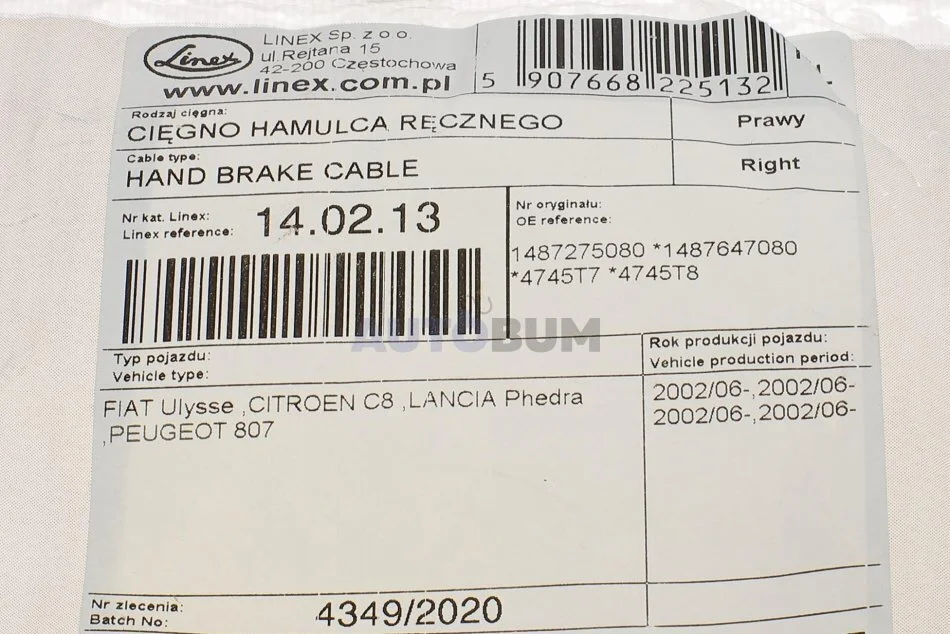 Linex
LINEX Sp. z o.o.
ul.Rejtana 15
42-200 Częstochowa
www.linex.com.pl
5 907668 225132
Rodzaj cięgna:
CIĘGNO HAMULCA RĘCZNEGO
Prawy
Cable type:
HAND BRAKE CABLE
Right
Nr kat. Linex:
Linex reference:
14.02.13
Nr oryginału:
OE reference:
1487275080 *1487647080
*4745T7 *4745T8
AUTOBUM
Typ pojazdu:
Vehicle type:
Rok produkcji pojazdu:
Vehicle production period:
FIAT Ulysse ,CITROEN C8 ,LANCIA Phedra
,PEUGEOT 807
2002/06-,2002/06-
2002/06-,2002/06-
Nr zlecenia:
Batch No:
4349/2020